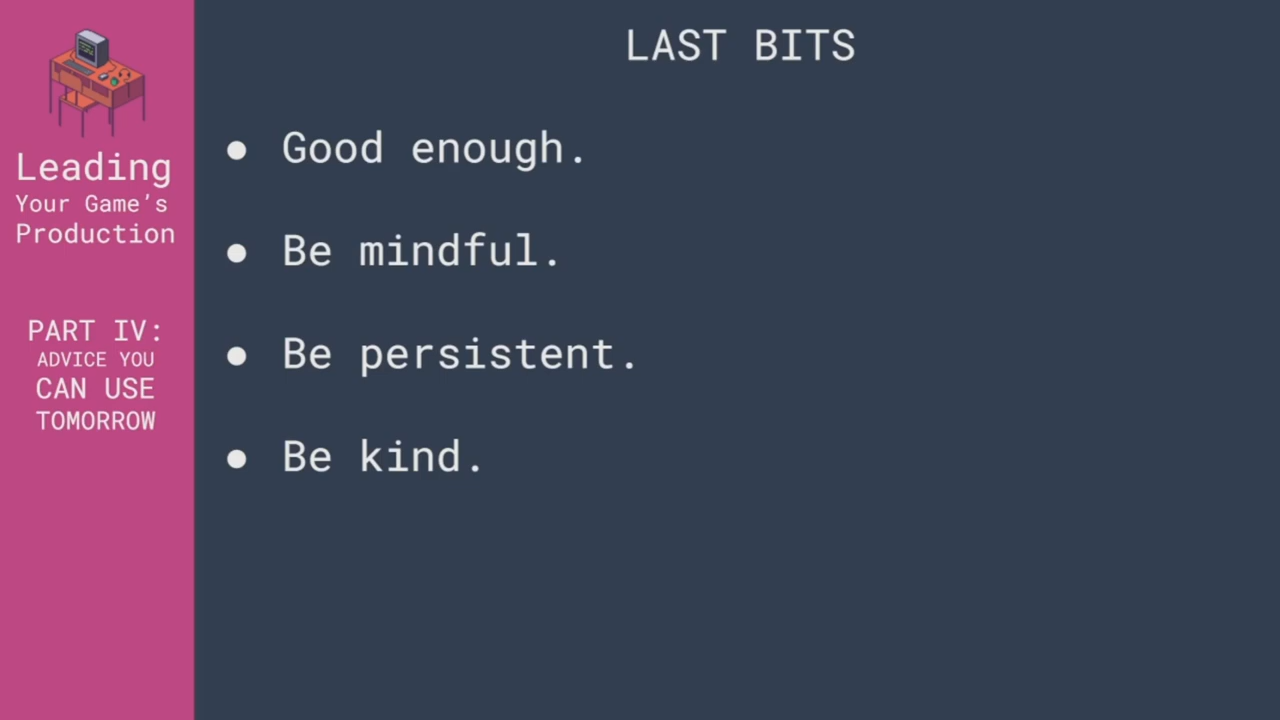 Leading
Your Game's
Production
PART IV:
ADVICE YOU
CAN USE
TOMORROW
LAST BITS
● Good enough.
● Be mindful.
● Be persistent.
● Be kind.